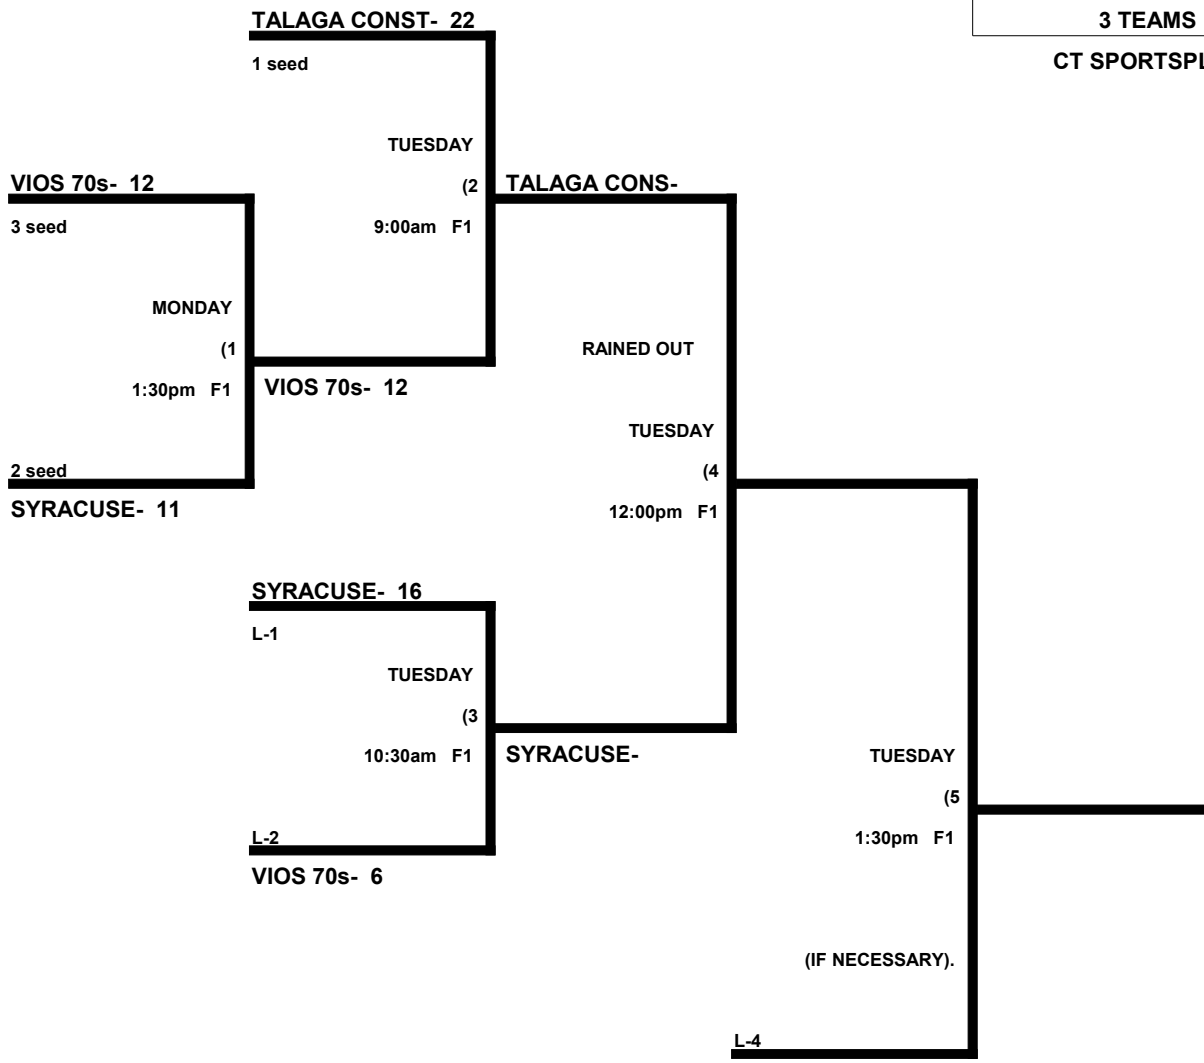 TALAGA CONST- 22
3 TEAMS
1 seed
CT SPORTSPL
TUESDAY
VIOS 70s- 12
(2
TALAGA CONS-
3 seed
9:00am F1
MONDAY
(1
RAINED OUT
1:30pm F1
VIOS 70s- 12
TUESDAY
2 seed
(4
SYRACUSE- 11
12:00pm F1
SYRACUSE- 16
L-1
TUESDAY
(3
10:30am F1
SYRACUSE-
TUESDAY
(5
L-2
1:30pm F1
VIOS 70s- 6
(IF NECESSARY).
L-4